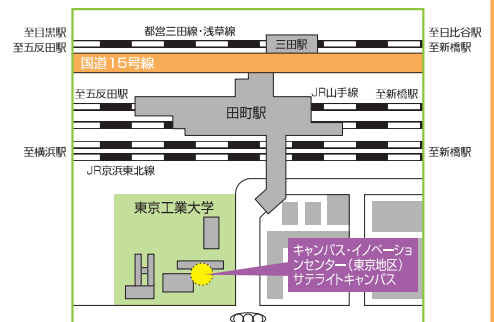 至目黒駅
都営三田線・浅草線
三田駅
至日比谷駅
至五反田駅
至新橋駅
国道15号線
至五反田駅
JR山手線
至新橋駅
田町駅
至横浜駅
至新橋駅
JR京浜東北線
東京工業大学
キャンパス・イノベーショ
ンセンター（東京地区）
サテライトキャンパス